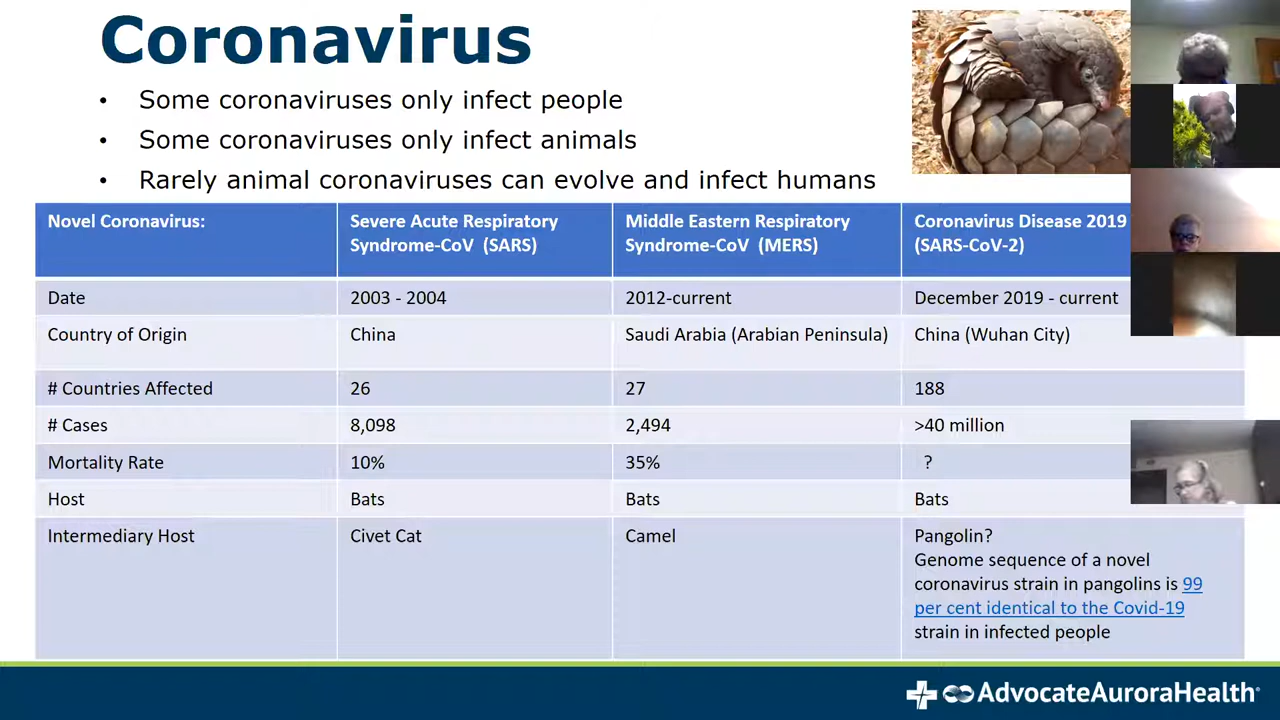 Coronavirus
• Some coronaviruses only infect people
• Some coronaviruses only infect animals
• Rarely animal coronaviruses can evolve and infect humans
Novel Coronavirus:
Severe Acute Respiratory
Syndrome-CoV (SARS)
Middle Eastern Respiratory
Syndrome-CoV (MERS)
Coronavirus Disease 2019
(SARS-CoV-2)
Date
2003 - 2004
2012-current
December 2019 - current
Country of Origin
China
Saudi Arabia (Arabian Peninsula)
China (Wuhan City)
# Countries Affected
26
27
188
# Cases
8,098
2,494
>40 million
Mortality Rate
10%
35%
?
Host
Bats
Bats
Bats
Intermediary Host
Civet Cat
Camel
Pangolin?
Genome sequence of a novel
coronavirus strain in pangolins is 99
per cent identical to the Covid-19
strain in infected people
AdvocateAuroraHealth